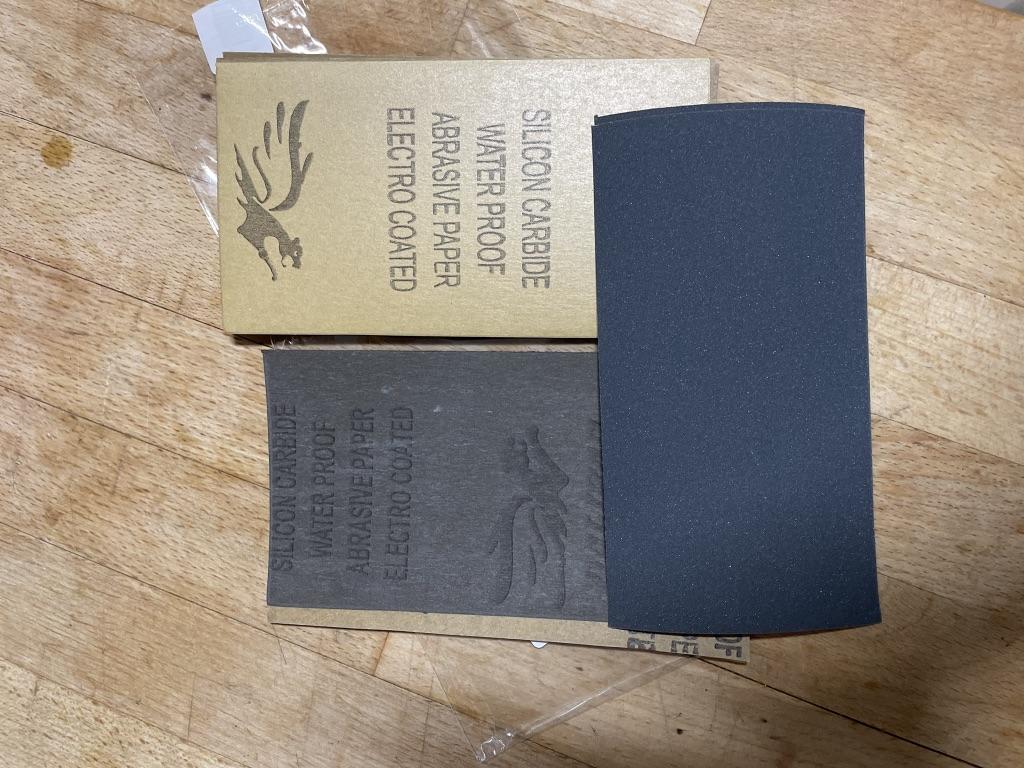 SILICON CARBIDE
WATER PROOF
ABRASIVE PAPER
ELECTRO COATED
SILICON CARBIDE
WATER PROOF
ABRASIVE PAPER
ELECTRO COATED